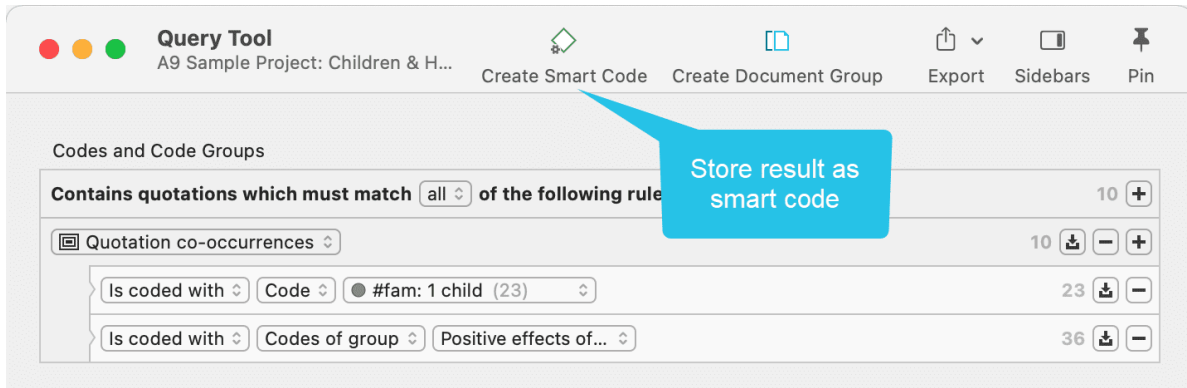 Query Tool
A9 Sample Project: Children & H...
Create Smart Code
Create Document Group
Export
Sidebars
Pin
Store result as
smart code
Codes and Code Groups
Contains quotations which must match all of the following rule 10
Quotation co-occurrences 10
Is coded with Code #fam: 1 child (23) 23
Is coded with Codes of group Positive effects of... 36